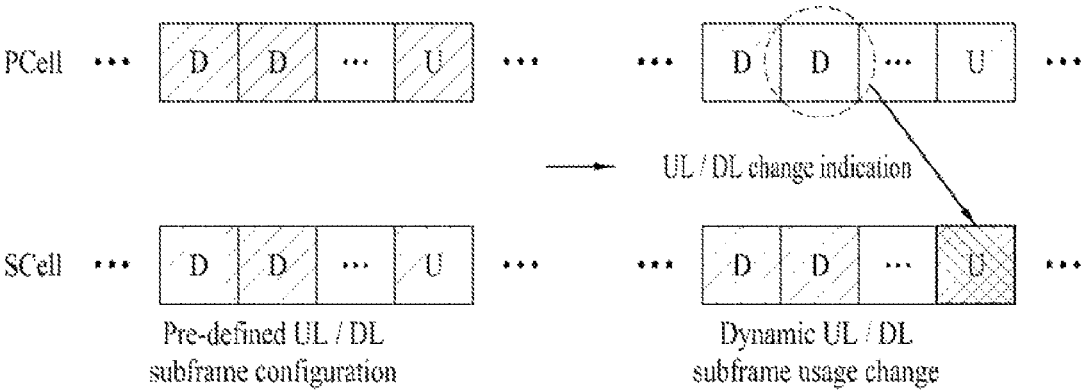 PCell ••• D D ••• U ••• ••• D D ••• U •••
UL / DL change indication
SCell ••• D D ••• U ••• ••• D D ••• U •••
Pre-defined UL / DL
subframe configuration
Dynamic UL / DL
subframe usage change